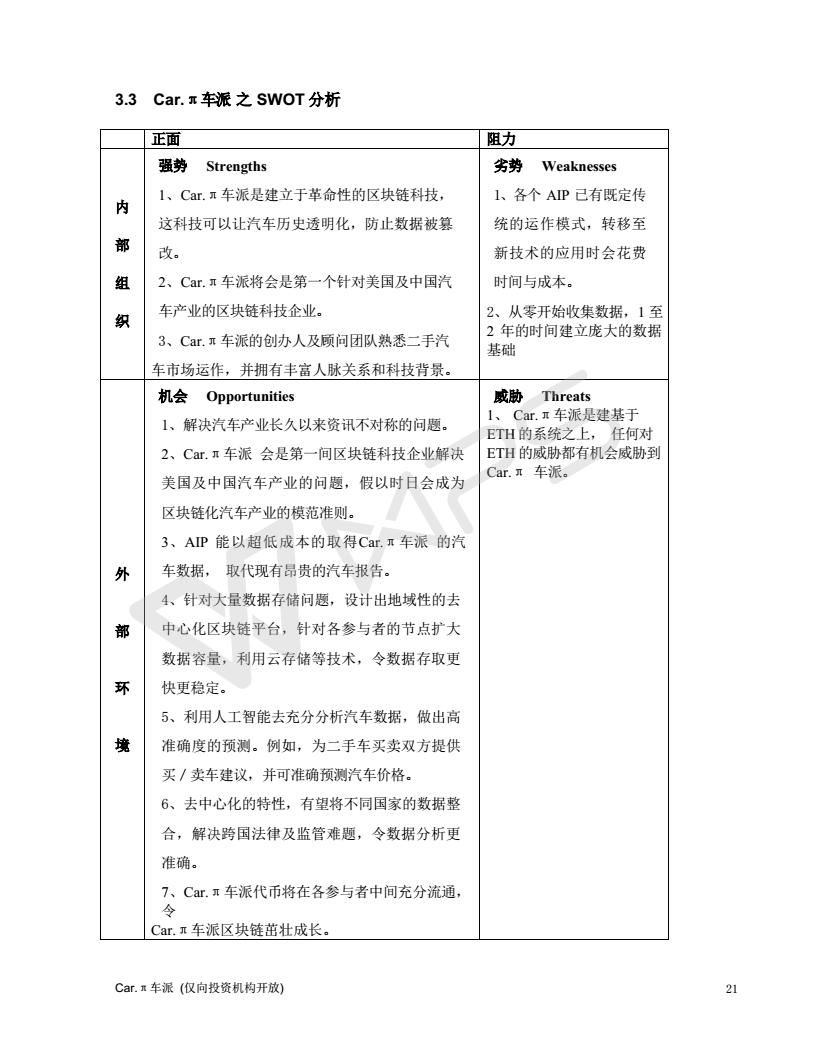 3.3 Car.π车派 之 SWOT 分析
正面
阻力
内
部
组
织
强势 Strengths
1、Car.π车派是建立于革命性的区块链科技，
这科技可以让汽车历史透明化，防止数据被篡
改。
2、Car.π车派将会是第一个针对美国及中国汽
车产业的区块链科技企业。
3、Car.π车派的创办人及顾问团队熟悉二手汽
车市场运作，并拥有丰富人脉关系和科技背景。
劣势 Weaknesses
1、各个 AIP 已有既定传
统的运作模式，转移至
新技术的应用时会花费
时间与成本。
2、从零开始收集数据，1 至
2 年的时间建立庞大的数据
基础
外
部
环
境
机会 Opportunities
1、解决汽车产业长久以来资讯不对称的问题。
2、Car.π车派 会是第一间区块链科技企业解决
美国及中国汽车产业的问题，假以时日会成为
区块链化汽车产业的模范准则。
3、AIP 能以超低成本的取得Car.π车派 的汽
车数据， 取代现有昂贵的汽车报告。
4、针对大量数据存储问题，设计出地域性的去
中心化区块链平台，针对各参与者的节点扩大
数据容量，利用云存储等技术，令数据存取更
快更稳定。
5、利用人工智能去充分分析汽车数据，做出高
准确度的预测。例如，为二手车买卖双方提供
买 / 卖车建议，并可准确预测汽车价格。
6、去中心化的特性，有望将不同国家的数据整
合，解决跨国法律及监管难题，令数据分析更
准确。
7、Car.π车派代币将在各参与者中间充分流通，
令
Car.π车派区块链茁壮成长。
威胁 Threats
1、 Car.π车派是建基于
ETH 的系统之上， 任何对
ETH 的威胁都有机会威胁到
Car.π 车派。
WAIPS
Car.π车派 (仅向投资机构开放)
21